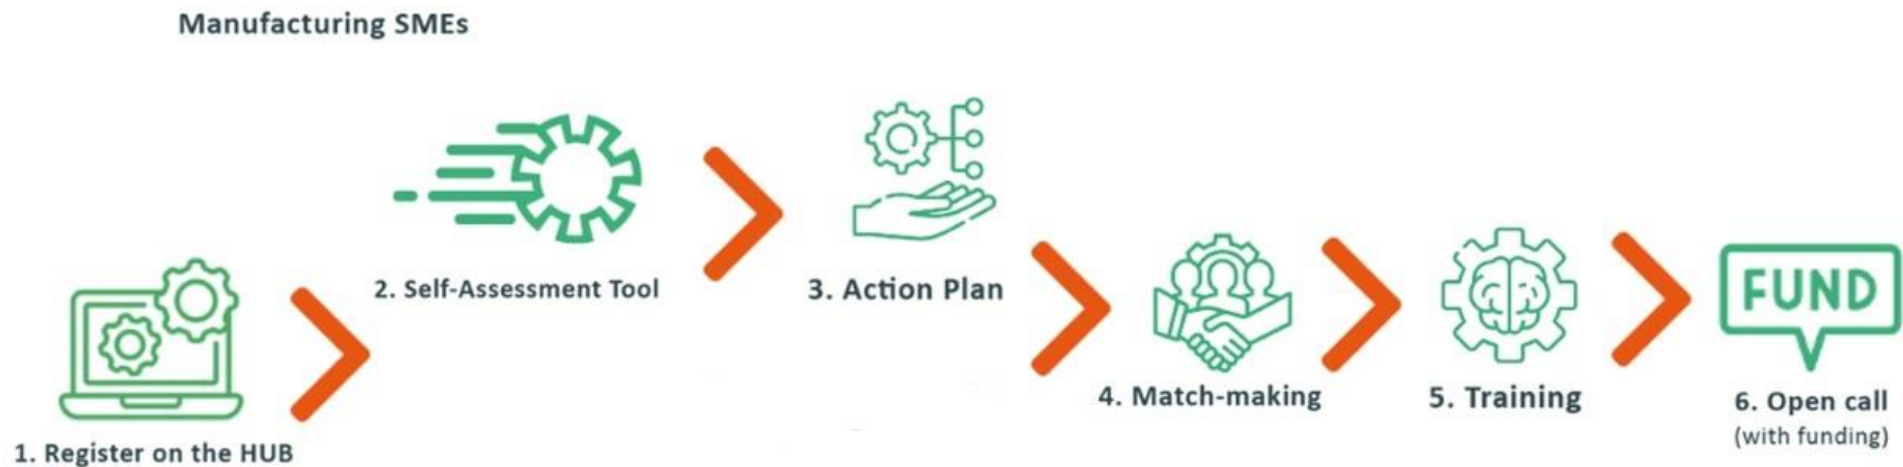 Manufacturing SMEs
1. Register on the HUB
2. Self-Assessment Tool
3. Action Plan
4. Match-making
5. Training
FUND
6. Open call
(with funding)